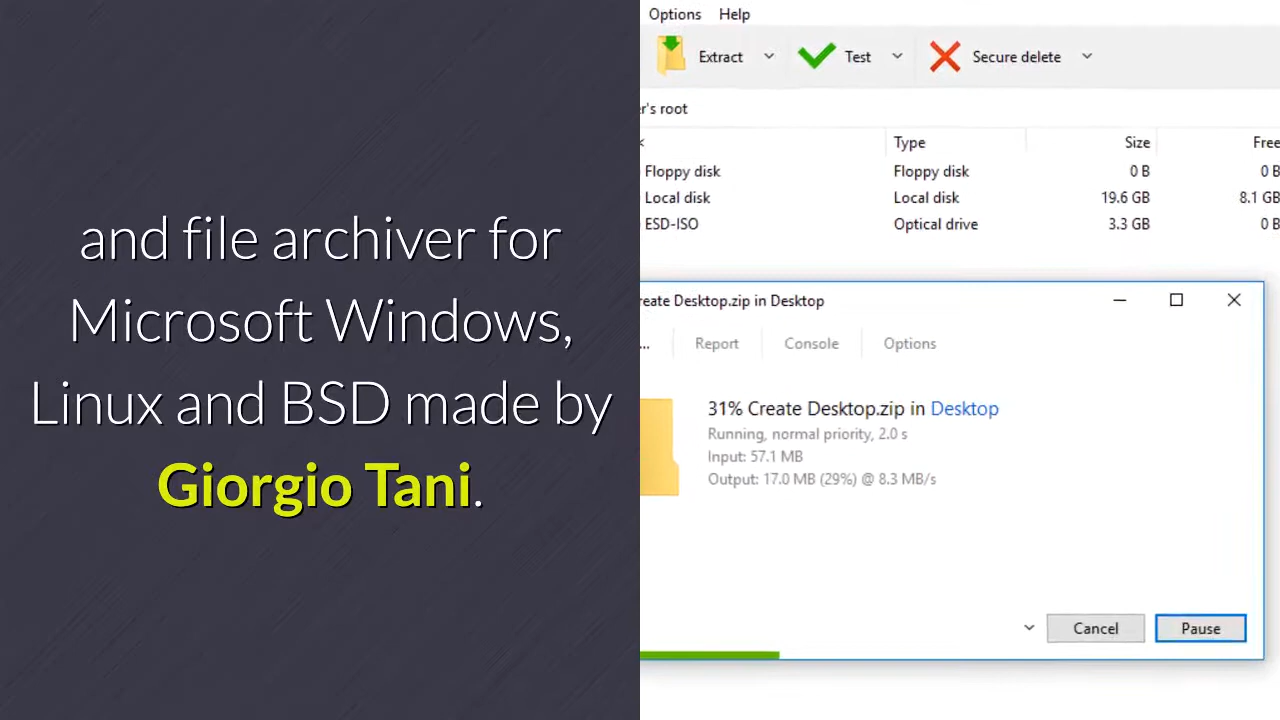 and file archiver for
Microsoft Windows,
Linux and BSD made by
Giorgio Tani.
Options Help
Extract Test Secure delete
r's root
Type Size Free
Floppy disk Floppy disk 0 B 0 B
Local disk Local disk 19.6 GB 8.1 GB
ESD-ISO Optical drive 3.3 GB 0 B
reate Desktop.zip in Desktop
... Report Console Options
31% Create Desktop.zip in Desktop
Running, normal priority, 2.0 s
Input: 57.1 MB
Output: 17.0 MB (29%) @ 8.3 MB/s
Cancel Pause